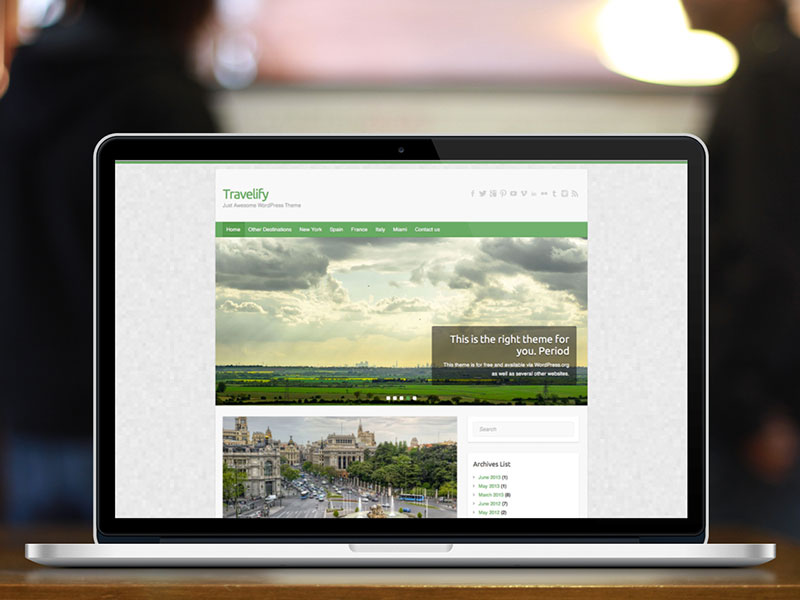 Travelify
Just Awesome WordPress Theme
Home Other Destinations New York Spain France Italy Miami Contact us
This is the right theme for
you. Period
This theme is for free and available via WordPress.org
as well as several other websites.
Search
Archives List
June 2013 (1)
May 2013 (1)
March 2013 (8)
June 2012 (7)
May 2012 (2)